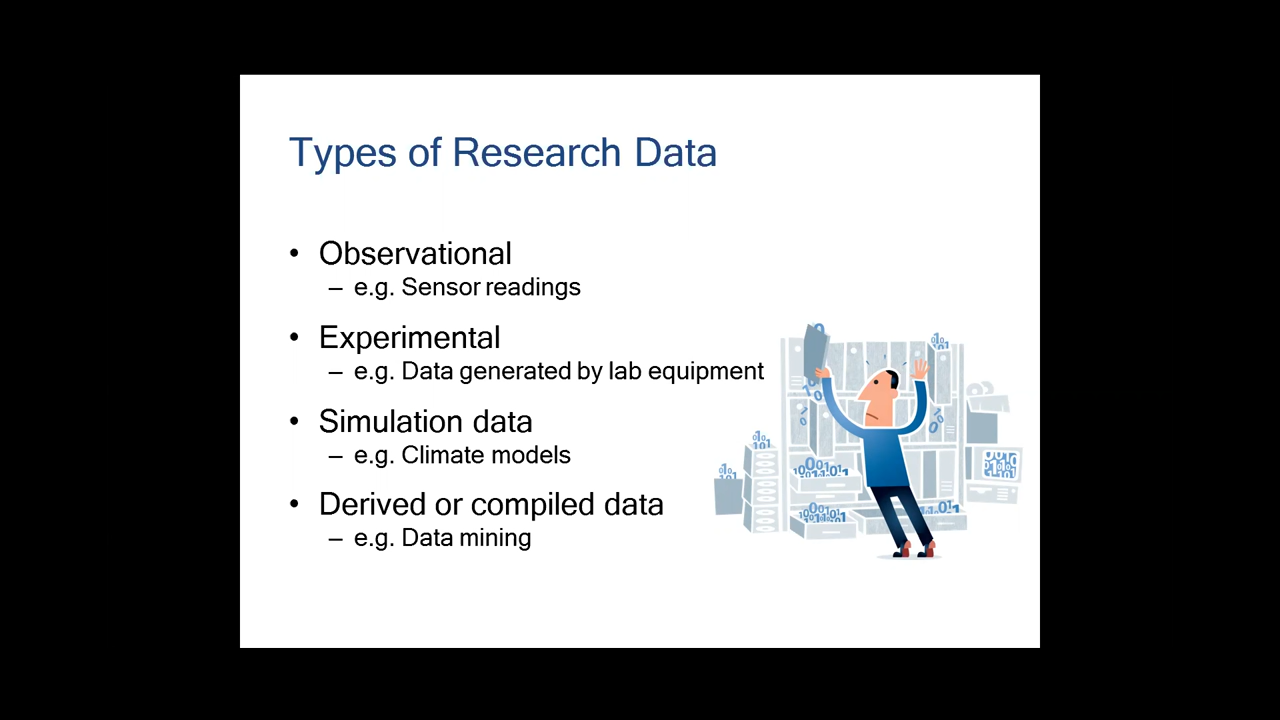 Types of Research Data
• Observational
– e.g. Sensor readings
• Experimental
– e.g. Data generated by lab equipment
• Simulation data
– e.g. Climate models
• Derived or compiled data
– e.g. Data mining